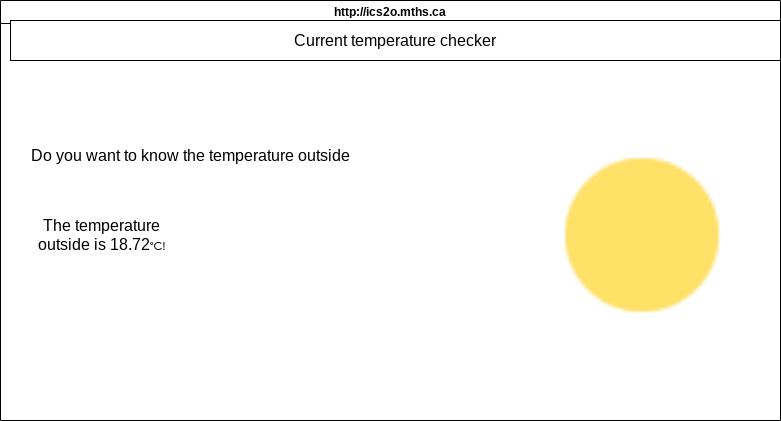 http://ics2o.mths.ca
Current temperature checker
Do you want to know the temperature outside
The temperature
outside is 18.72°C!